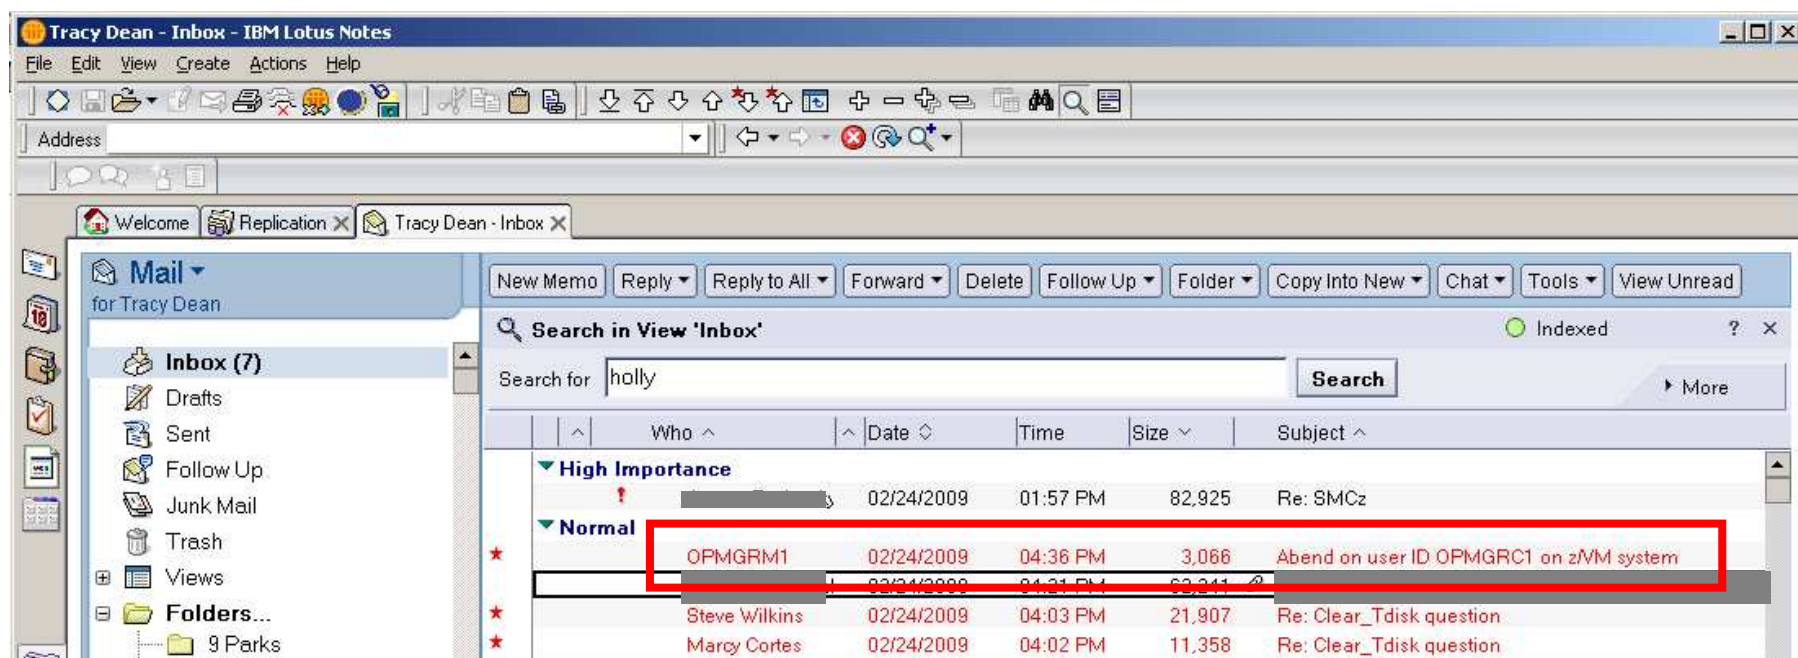 Tracy Dean - Inbox - IBM Lotus Notes
File Edit View Create Actions Help
Address
Welcome Replication Tracy Dean - Inbox
Mail
for Tracy Dean
New Memo Reply Reply to All Forward Delete Follow Up Folder Copy Into New Chat Tools View Unread
Search in View 'Inbox' Indexed ? ×
Search for holly Search More
Inbox (7)
Drafts
Sent
Follow Up
Junk Mail
Trash
Views
Folders...
9 Parks
Who Date Time Size Subject
High Importance
02/24/2009 01:57 PM 82,925 Re: SMCz
Normal
OPMGRM1 02/24/2009 04:36 PM 3,066 Abend on user ID OPMGRC1 on z/VM system
Steve Wilkins 02/24/2009 04:03 PM 21,907 Re: Clear_Tdisk question
Marcy Cortes 02/24/2009 04:02 PM 11,358 Re: Clear_Tdisk question